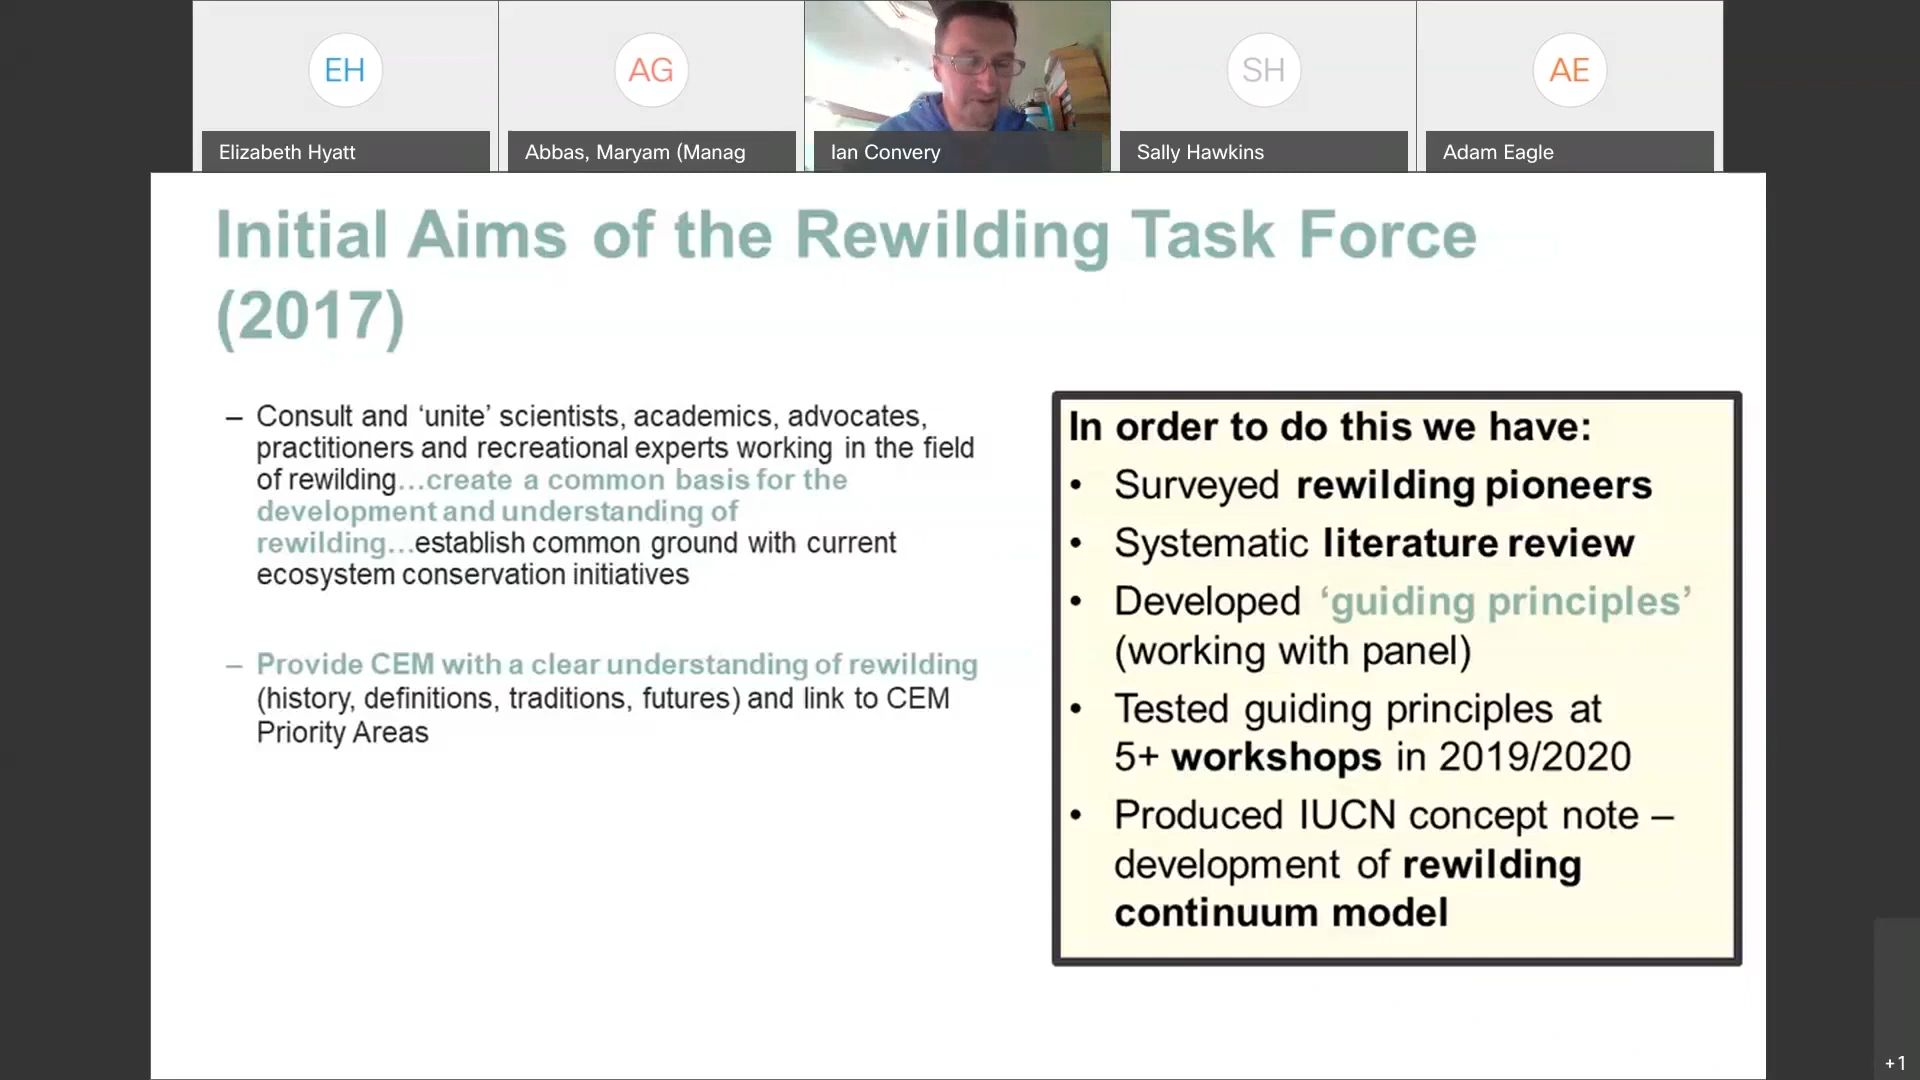 EH
AG
SH
AE
Elizabeth Hyatt
Abbas, Maryam (Manag
Ian Convery
Sally Hawkins
Adam Eagle
Initial Aims of the Rewilding Task Force
(2017)
– Consult and ‘unite’ scientists, academics, advocates,
practitioners and recreational experts working in the field
of rewilding…create a common basis for the
development and understanding of
rewilding…establish common ground with current
ecosystem conservation initiatives
– Provide CEM with a clear understanding of rewilding
(history, definitions, traditions, futures) and link to CEM
Priority Areas
In order to do this we have:
• Surveyed rewilding pioneers
• Systematic literature review
• Developed ‘guiding principles’
(working with panel)
• Tested guiding principles at
5+ workshops in 2019/2020
• Produced IUCN concept note –
development of rewilding
continuum model
+1